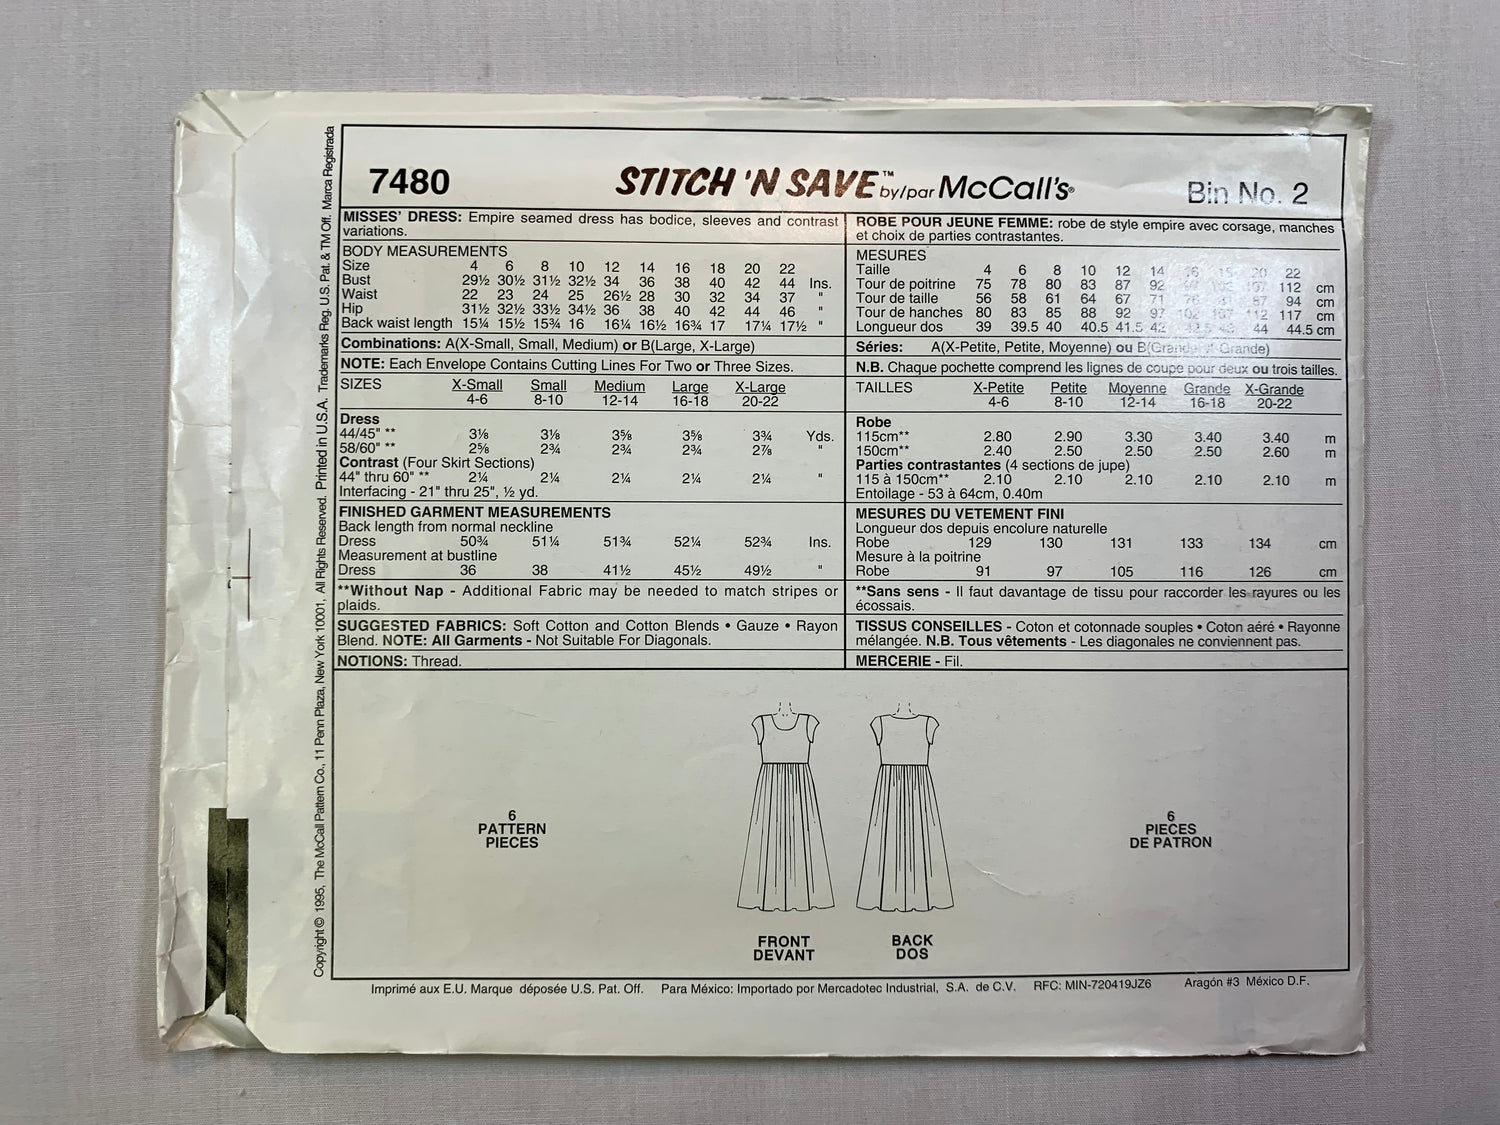 7480
STITCH 'N SAVE™ by/par McCall's®
Bin No. 2
MISSES' DRESS: Empire seamed dress has bodice, sleeves and contrast
variations.
BODY MEASUREMENTS
Size 4 6 8 10 12 14 16 18 20 22
Bust 29½ 30½ 31½ 32½ 34 36 38 40 42 44 Ins.
Waist 22 23 24 25 26½ 28 30 32 34 37 "
Hip 31½ 32½ 33½ 34½ 36 38 40 42 44 46 "
Back waist length 15¼ 15½ 15¾ 16 16¼ 16½ 16¾ 17 17¼ 17½ "
Combinations: A(X-Small, Small, Medium) or B(Large, X-Large)
NOTE: Each Envelope Contains Cutting Lines For Two or Three Sizes.
SIZES X-Small Small Medium Large X-Large
4-6 8-10 12-14 16-18 20-22
Dress
44/45" ** 3⅛ 3⅛ 3⅝ 3⅝ 3¾ Yds.
58/60" ** 2⅝ 2¾ 2¾ 2¾ 2⅞ "
Contrast (Four Skirt Sections)
44" thru 60" ** 2¼ 2¼ 2¼ 2¼ 2¼ "
Interfacing - 21" thru 25", ½ yd.
FINISHED GARMENT MEASUREMENTS
Back length from normal neckline
Dress 50¾ 51¼ 51¾ 52¼ 52¾ Ins.
Measurement at bustline
Dress 36 38 41½ 45½ 49½ "
**Without Nap - Additional Fabric may be needed to match stripes or
plaids.
SUGGESTED FABRICS: Soft Cotton and Cotton Blends • Gauze • Rayon
Blend. NOTE: All Garments - Not Suitable For Diagonals.
NOTIONS: Thread.
ROBE POUR JEUNE FEMME: robe de style empire avec corsage, manches
et choix de parties contrastantes.
MESURES
Taille 4 6 8 10 12 14 20 22
Tour de poitrine 75 78 80 83 87 92 107 112 cm
Tour de taille 56 58 61 64 67 71 76 87 94 cm
Tour de hanches 80 83 85 88 92 97 102 107 112 117 cm
Longueur dos 39 39.5 40 40.5 41.5 42 44 44.5 cm
Séries: A(X-Petite, Petite, Moyenne) ou B(Grande, X-Grande)
N.B. Chaque pochette comprend les lignes de coupe pour deux ou trois tailles.
TAILLES X-Petite Petite Moyenne Grande X-Grande
4-6 8-10 12-14 16-18 20-22
Robe
115cm** 2.80 2.90 3.30 3.40 3.40 m
150cm** 2.40 2.50 2.50 2.50 2.60 m
Parties contrastantes (4 sections de jupe)
115 à 150cm** 2.10 2.10 2.10 2.10 2.10 m
Entoilage - 53 à 64cm, 0.40m
MESURES DU VETEMENT FINI
Longueur dos depuis encolure naturelle
Robe 129 130 131 133 134 cm
Mesure à la poitrine
Robe 91 97 105 116 126 cm
**Sans sens - Il faut davantage de tissu pour raccorder les rayures ou les
écossais.
TISSUS CONSEILLES - Coton et cotonnade souples • Coton aéré • Rayonne
mélangée. N.B. Tous vêtements - Les diagonales ne conviennent pas.
MERCERIE - Fil.
6
PATTERN
PIECES
FRONT
DEVANT
BACK
DOS
6
PIECES
DE PATRON
Imprimé aux E.U. Marque déposée U.S. Pat. Off. Para México: Importado por Mercadotec Industrial, S.A. de C.V. RFC: MIN-720419JZ6 Aragón #3 México D.F.
Copyright © 1995, The McCall Pattern Co., 11 Penn Plaza, New York 10001, All Rights Reserved. Printed in U.S.A. Trademarks Reg. U.S. Pat. & TM Off. Marca Registrada